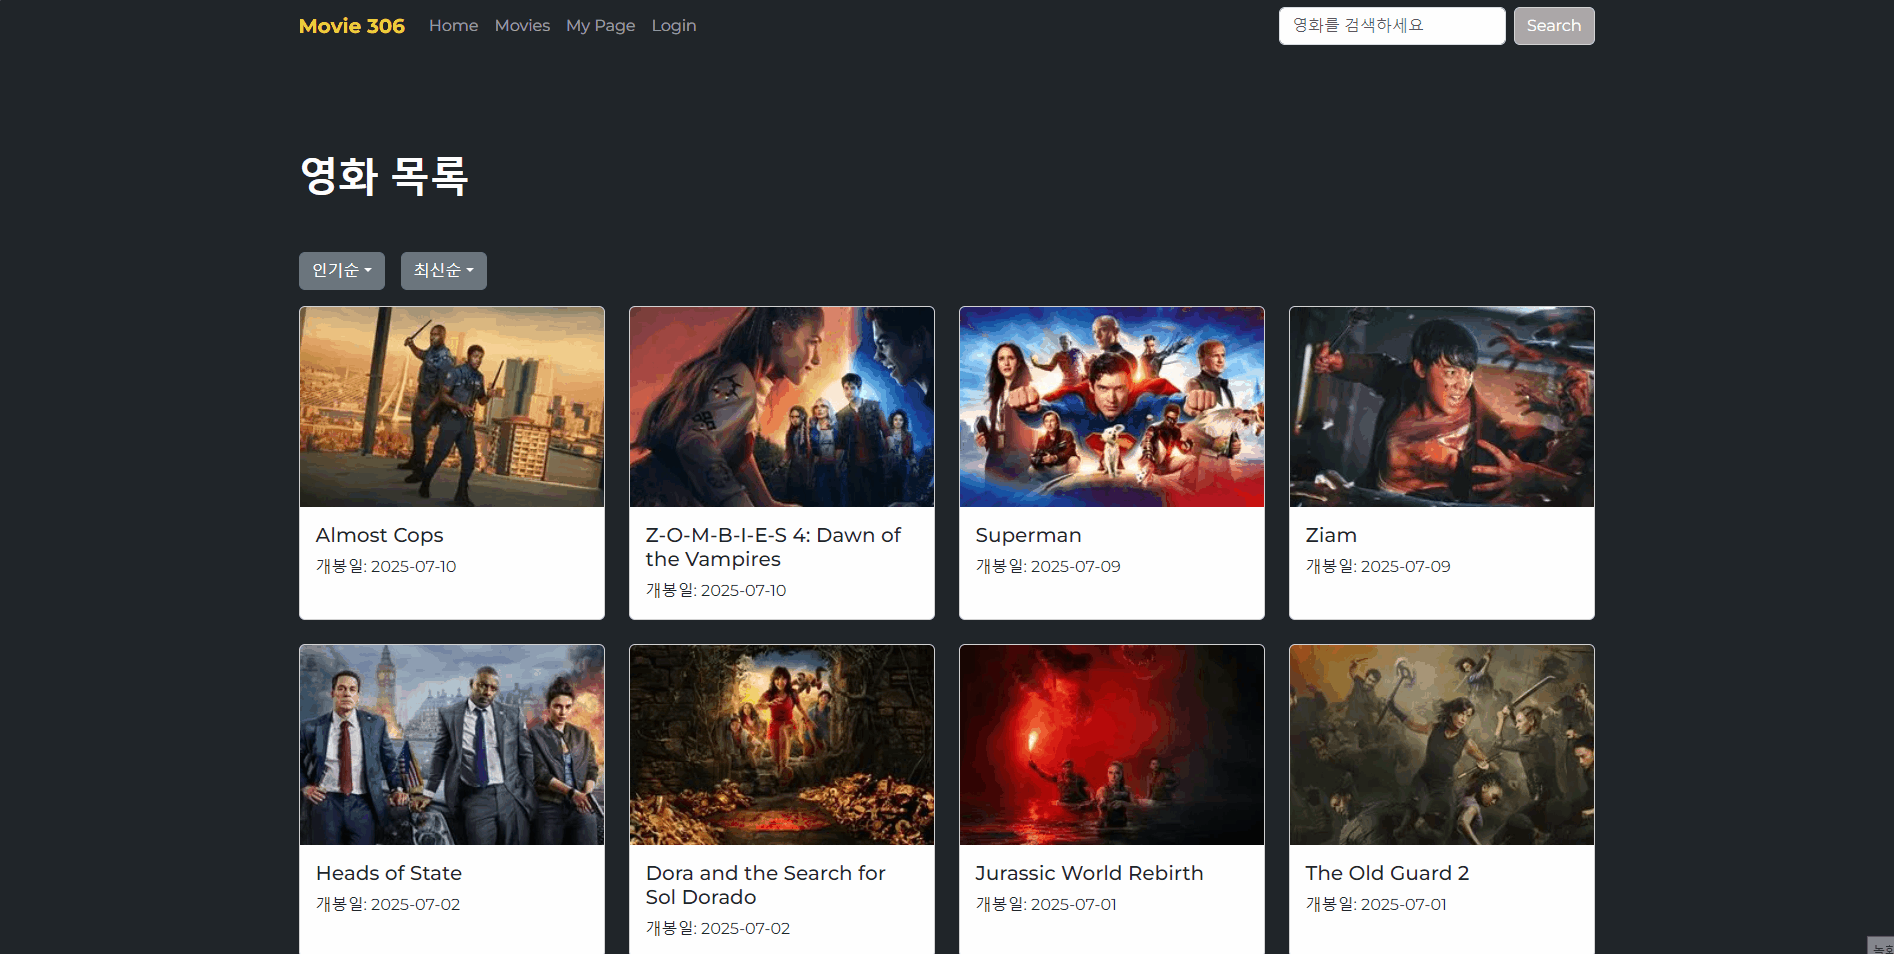 Movie 306 Home Movies My Page Login 영화를 검색하세요 Search
영화 목록
인기순 최신순
Almost Cops
개봉일: 2025-07-10
Z-O-M-B-I-E-S 4: Dawn of
the Vampires
개봉일: 2025-07-10
Superman
개봉일: 2025-07-09
Ziam
개봉일: 2025-07-09
Heads of State
개봉일: 2025-07-02
Dora and the Search for
Sol Dorado
개봉일: 2025-07-02
Jurassic World Rebirth
개봉일: 2025-07-01
The Old Guard 2
개봉일: 2025-07-01